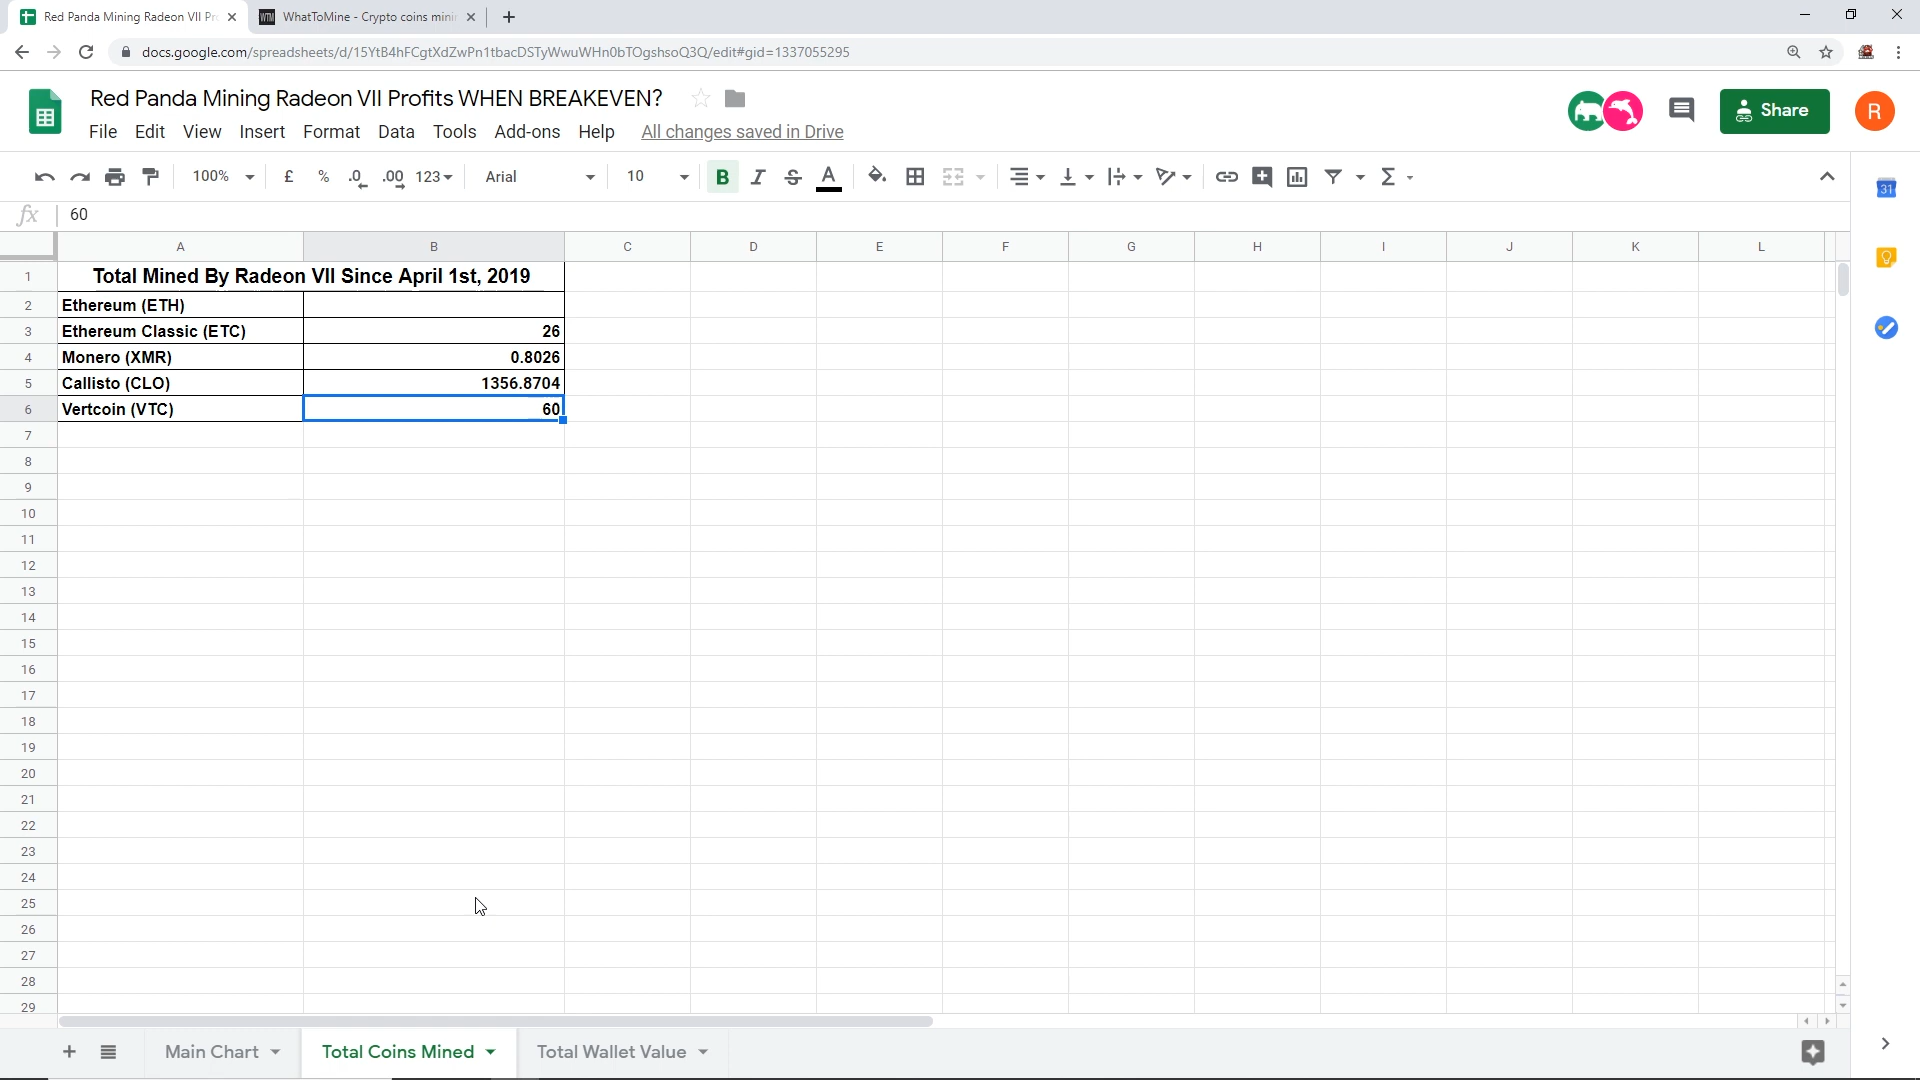 Red Panda Mining Radeon VII Pr
WhatToMine - Crypto coins mini
docs.google.com/spreadsheets/d/15YtB4hFCgtXdZwPn1tbacDSTyWwuWHn0bTOgshsoQ3Q/edit#gid=1337055295
Red Panda Mining Radeon VII Profits WHEN BREAKEVEN?
File Edit View Insert Format Data Tools Add-ons Help All changes saved in Drive
Share
R
100% £ % .0 .00 123 Arial 10 B I S A Σ
31
fx 60
A B C D E F G H I J K L
1 Total Mined By Radeon VII Since April 1st, 2019
2 Ethereum (ETH)
3 Ethereum Classic (ETC) 26
4 Monero (XMR) 0.8026
5 Callisto (CLO) 1356.8704
6 Vertcoin (VTC) 60
7
8
9
10
11
12
13
14
15
16
17
18
19
20
21
22
23
24
25
26
27
28
29
+ Main Chart Total Coins Mined Total Wallet Value